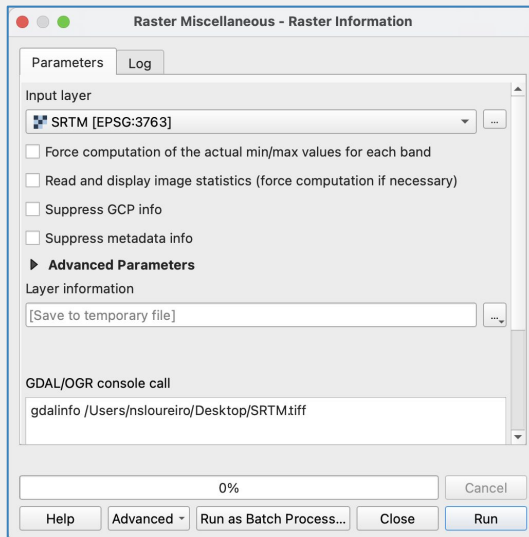 Raster Miscellaneous - Raster Information
Parameters
Log
Input layer
SRTM [EPSG:3763]
...
Force computation of the actual min/max values for each band
Read and display image statistics (force computation if necessary)
Suppress GCP info
Suppress metadata info
Advanced Parameters
Layer information
[Save to temporary file]
...
GDAL/OGR console call
gdalinfo /Users/nsloureiro/Desktop/SRTM.tiff
0%
Cancel
Help
Advanced
Run as Batch Process...
Close
Run